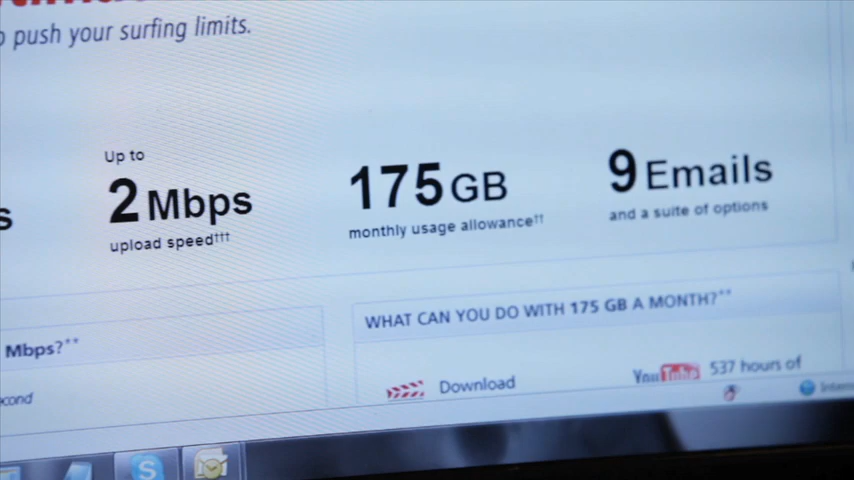 push your surfing limits.
Up to
2 Mbps
upload speed†††
175 GB
monthly usage allowance††
9 Emails
and a suite of options
Mbps?**
WHAT CAN YOU DO WITH 175 GB A MONTH?**
Download
YouTube 537 hours of